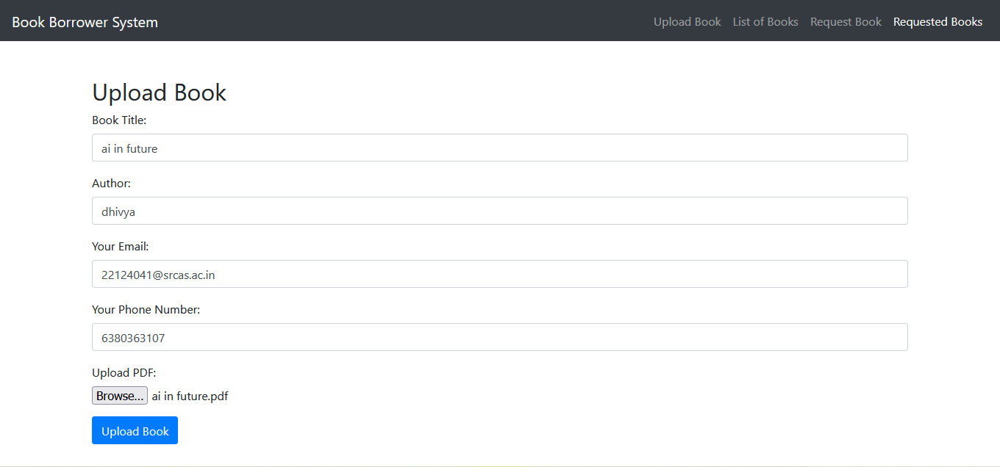 Book Borrower System Upload Book List of Books Request Book Requested Books
Upload Book
Book Title:
ai in future
Author:
dhivya
Your Email:
22124041@srcas.ac.in
Your Phone Number:
6380363107
Upload PDF:
Browse... ai in future.pdf
Upload Book